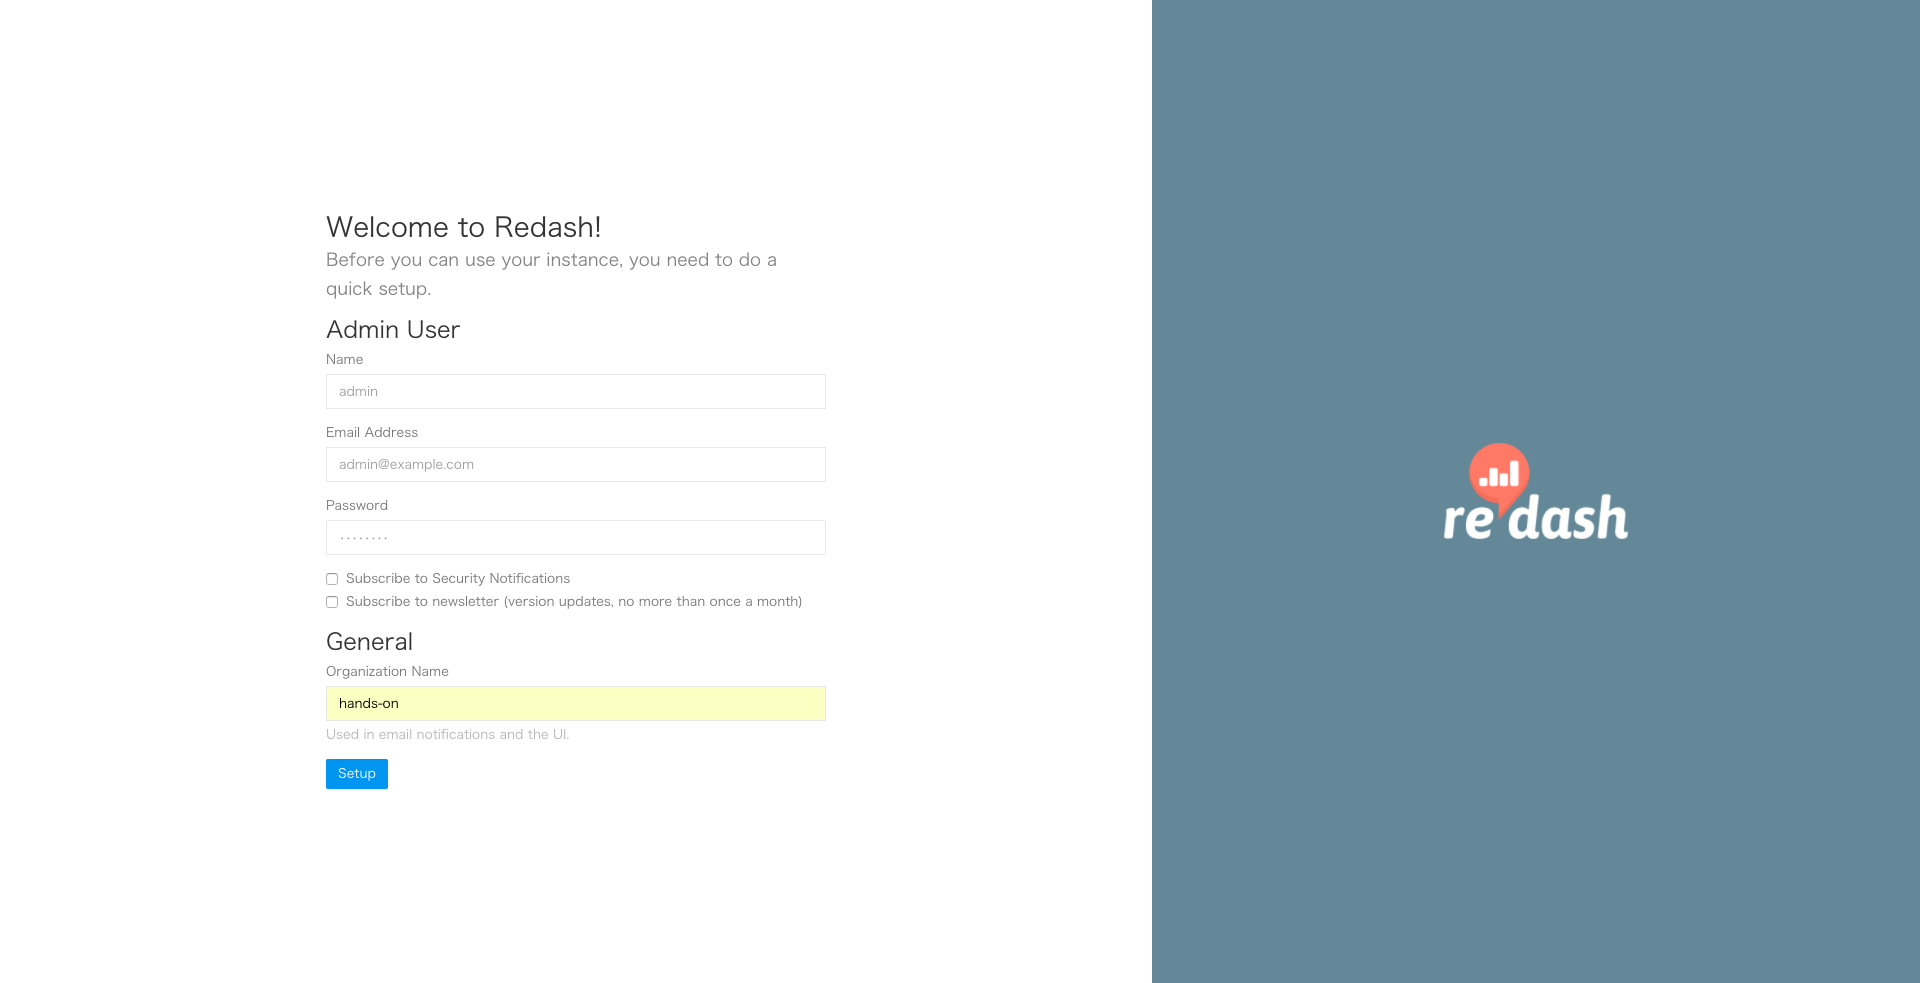 Welcome to Redash!
Before you can use your instance, you need to do a
quick setup.
Admin User
Name
admin
Email Address
admin@example.com
Password
········
Subscribe to Security Notifications
Subscribe to newsletter (version updates, no more than once a month)
General
Organization Name
hands-on
Used in email notifications and the UI.
Setup
redash